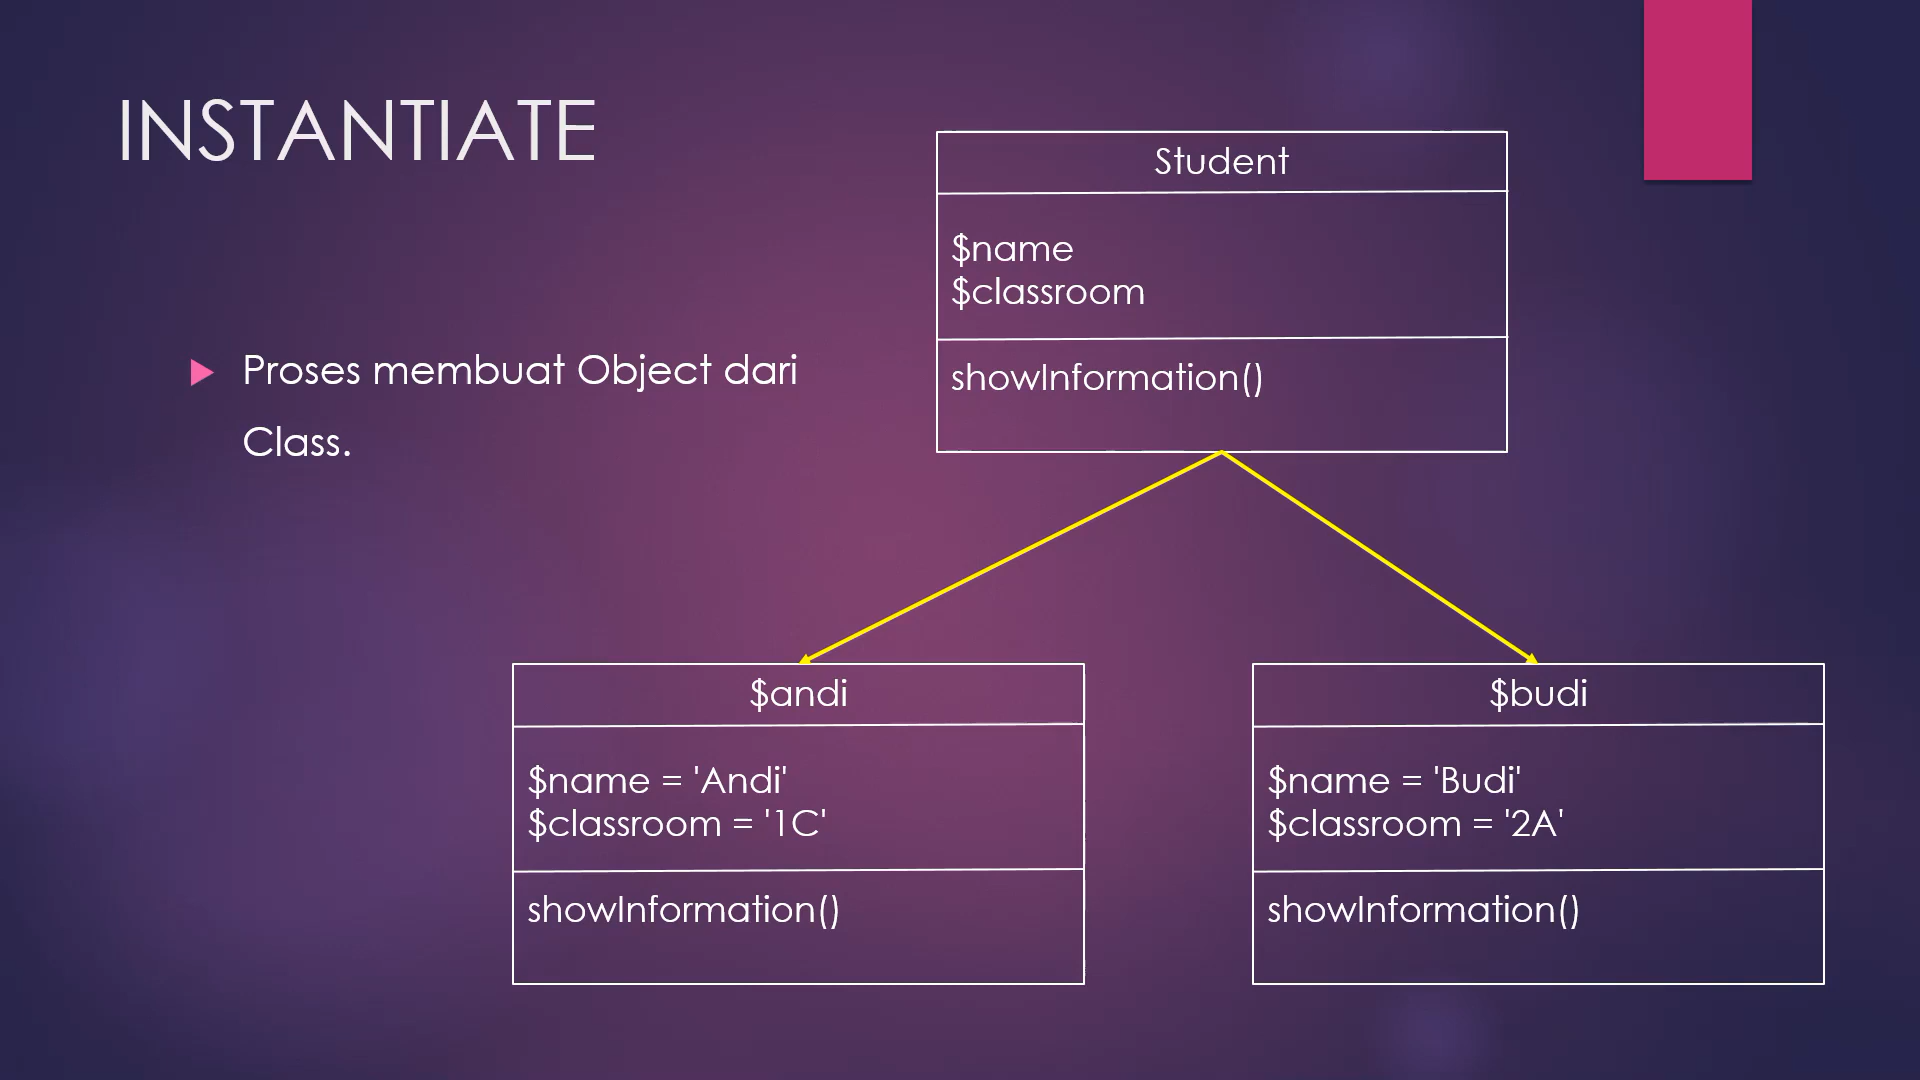 INSTANTIATE
Proses membuat Object dari
Class.
Student
$name
$classroom
showInformation()
$andi
$name = 'Andi'
$classroom = '1C'
showInformation()
$budi
$name = 'Budi'
$classroom = '2A'
showInformation()